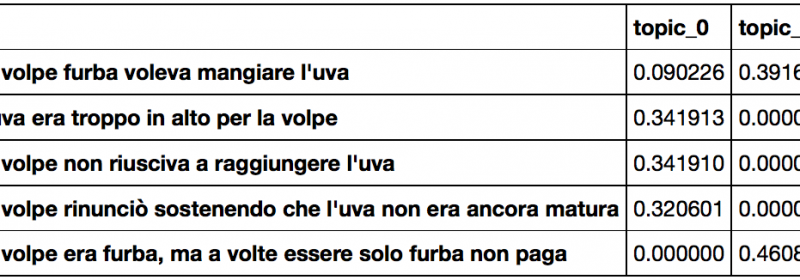 topic_0 topic_
volpe furba voleva mangiare l'uva 0.090226 0.3916
uva era troppo in alto per la volpe 0.341913 0.0000
volpe non riusciva a raggiungere l'uva 0.341910 0.0000
volpe rinunciò sostenendo che l'uva non era ancora matura 0.320601 0.0000
volpe era furba, ma a volte essere solo furba non paga 0.000000 0.4608